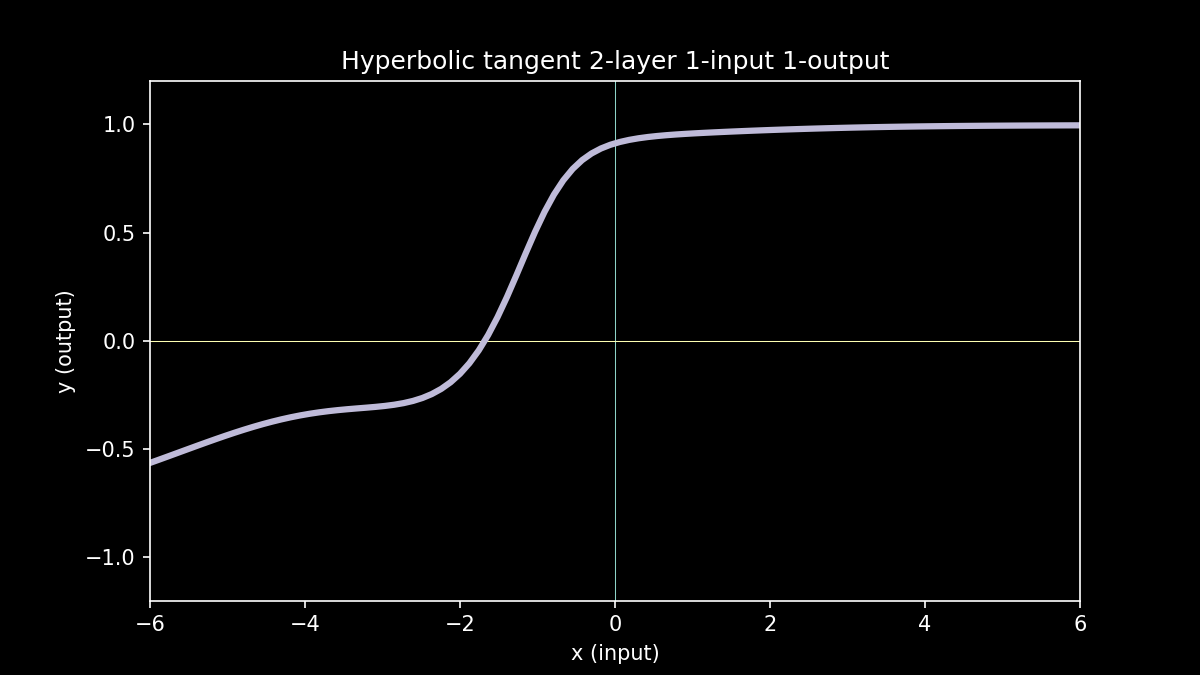 Hyperbolic tangent 2-layer 1-input 1-output
1.0
0.5
0.0
−0.5
−1.0
y (output)
−6 −4 −2 0 2 4 6
x (input)